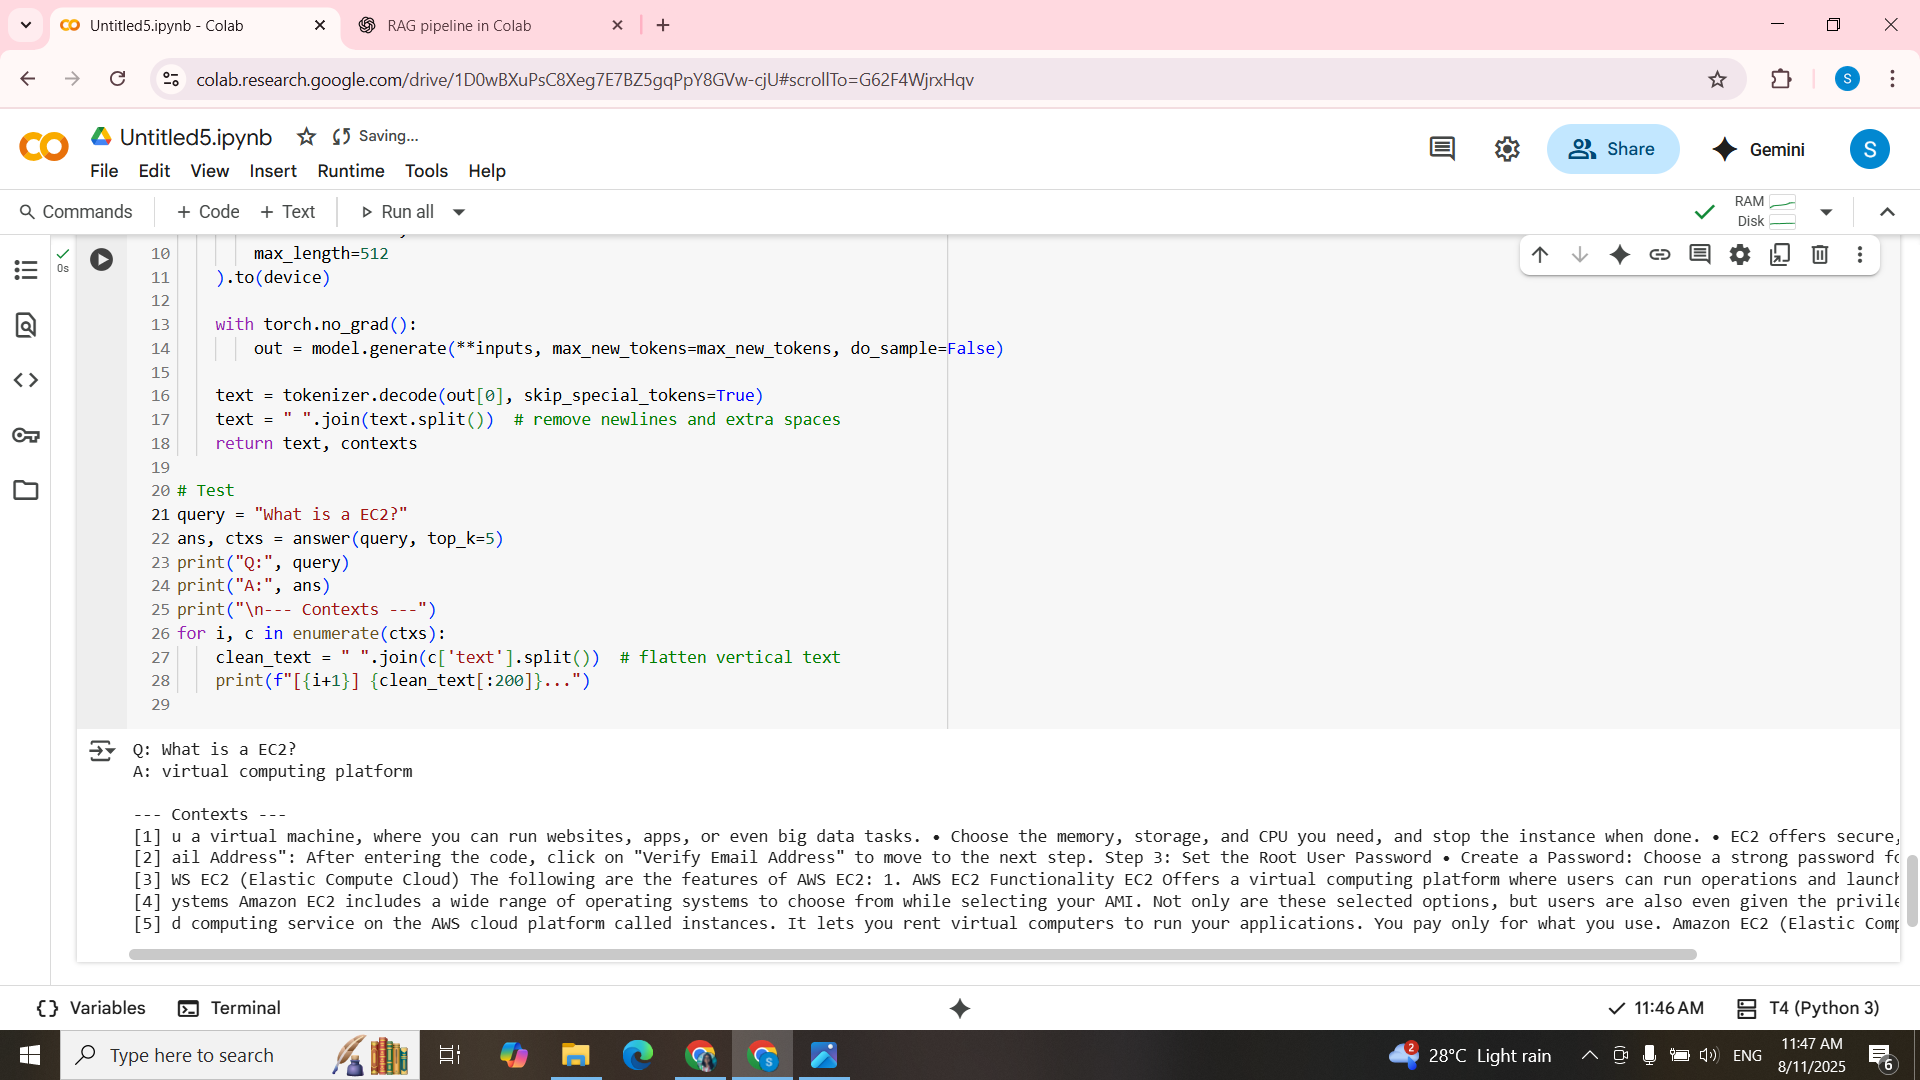 Untitled5.ipynb - Colab
RAG pipeline in Colab
colab.research.google.com/drive/1D0wBXuPsC8Xeg7E7BZ5gqPpY8GVw-cjU#scrollTo=G62F4WjrxHqv
S
Untitled5.ipynb
Saving...
Share
Gemini
S
File Edit View Insert Runtime Tools Help
Commands
+ Code + Text
Run all
RAM
Disk
0s
10 max_length=512
11 ).to(device)
12
13 with torch.no_grad():
14 out = model.generate(**inputs, max_new_tokens=max_new_tokens, do_sample=False)
15
16 text = tokenizer.decode(out[0], skip_special_tokens=True)
17 text = " ".join(text.split())  # remove newlines and extra spaces
18 return text, contexts
19
20 # Test
21 query = "What is a EC2?"
22 ans, ctxs = answer(query, top_k=5)
23 print("Q:", query)
24 print("A:", ans)
25 print("\n--- Contexts ---")
26 for i, c in enumerate(ctxs):
27 clean_text = " ".join(c['text'].split())  # flatten vertical text
28 print(f"[{i+1}] {clean_text[:200]}...")
29
Q: What is a EC2?
A: virtual computing platform
--- Contexts ---
[1] u a virtual machine, where you can run websites, apps, or even big data tasks. • Choose the memory, storage, and CPU you need, and stop the instance when done. • EC2 offers secure,
[2] ail Address": After entering the code, click on "Verify Email Address" to move to the next step. Step 3: Set the Root User Password • Create a Password: Choose a strong password fo
[3] WS EC2 (Elastic Compute Cloud) The following are the features of AWS EC2: 1. AWS EC2 Functionality EC2 Offers a virtual computing platform where users can run operations and launch
[4] ystems Amazon EC2 includes a wide range of operating systems to choose from while selecting your AMI. Not only are these selected options, but users are also even given the privile
[5] d computing service on the AWS cloud platform called instances. It lets you rent virtual computers to run your applications. You pay only for what you use. Amazon EC2 (Elastic Comp
Variables
Terminal
11:46 AM
T4 (Python 3)
Type here to search
2
28°C Light rain
ENG
11:47 AM
8/11/2025
6